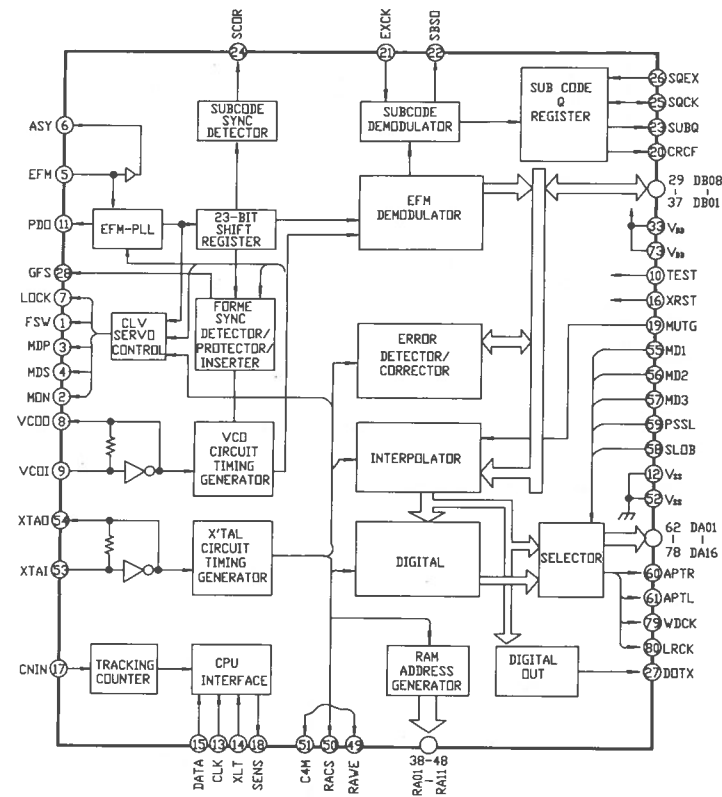 SCOR
24
EXCK
21
SBSO
22
ASY 6
EFM 5
PDO 11
GFS 28
LOCK 7
FSW 1
MDP 3
MDS 4
MON 2
VCOO 8
VCOI 9
XTAO 54
XTAI 53
CNIN 17
SUBCODE
SYNC
DETECTOR
SUBCODE
DEMODULATOR
SUB CODE
Q
REGISTER
EFM-PLL
23-BIT
SHIFT
REGISTER
EFM
DEMODULATOR
CLV
SERVO
CONTROL
FORME
SYNC
DETECTOR/
PROTECTOR/
INSERTER
ERROR
DETECTOR/
CORRECTOR
VCO
CIRCUIT
TIMING
GENERATOR
INTERPOLATOR
X'TAL
CIRCUIT
TIMING
GENERATOR
DIGITAL
SELECTOR
TRACKING
COUNTER
CPU
INTERFACE
RAM
ADDRESS
GENERATOR
DIGITAL
OUT
26 SQEX
25 SQCK
23 SUBQ
20 CRCF
29 DB08
37 DB01
33 VDD
73 VDD
10 TEST
16 XRST
19 MUTG
55 MD1
56 MD2
57 MD3
59 PSSL
58 SLOB
12 VSS
52 VSS
62 DA01
78 DA16
60 APTR
61 APTL
79 WDCK
80 LRCK
27 DOTX
15 13 14 18 51 50 49
DATA
CLK
XLT
SENS
C4M
RACS
RAWE
38-48
RA01
RA11